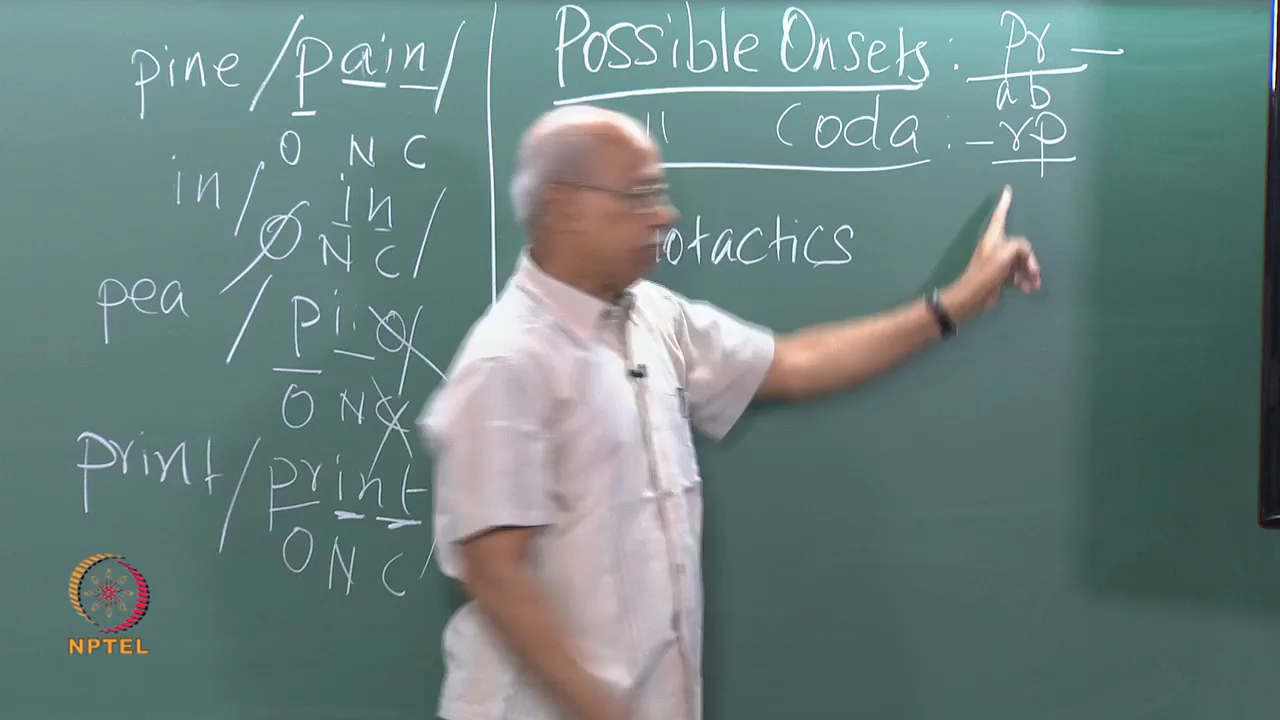 pine /pain/
O N C
in / ∅ in /
N C
pea / pi: ∅
O N C
print / print
O N C /
Possible Onsets : pr –
ab
" Coda : – rp
otactics
NPTEL